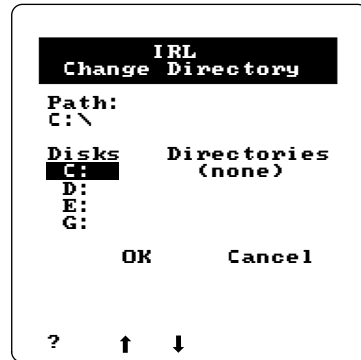 IRL
Change Directory
Path:
C:\
Disks Directories
C: (none)
D:
E:
G:
OK Cancel
? ↑ ↓